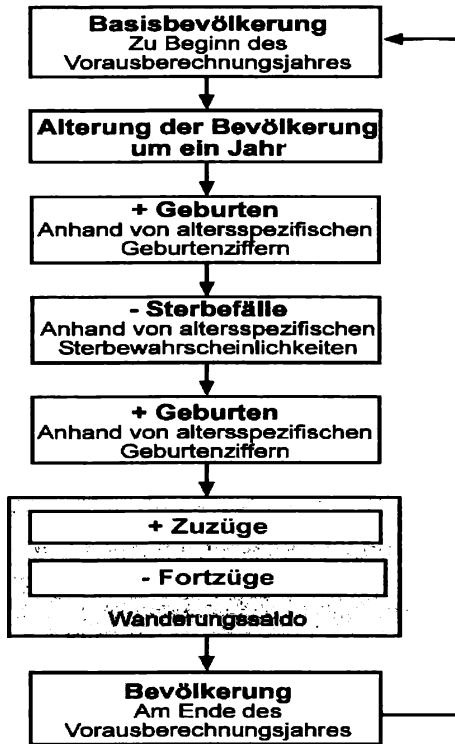 Basisbevölkerung
Zu Beginn des
Vorausberechnungsjahres
Alterung der Bevölkerung
um ein Jahr
+ Geburten
Anhand von altersspezifischen
Geburtenziffern
- Sterbefälle
Anhand von altersspezifischen
Sterbewahrscheinlichkeiten
+ Geburten
Anhand von altersspezifischen
Geburtenziffern
+ Zuzüge
- Fortzüge
Wanderungssaldo
Bevölkerung
Am Ende des
Vorausberechnungsjahres